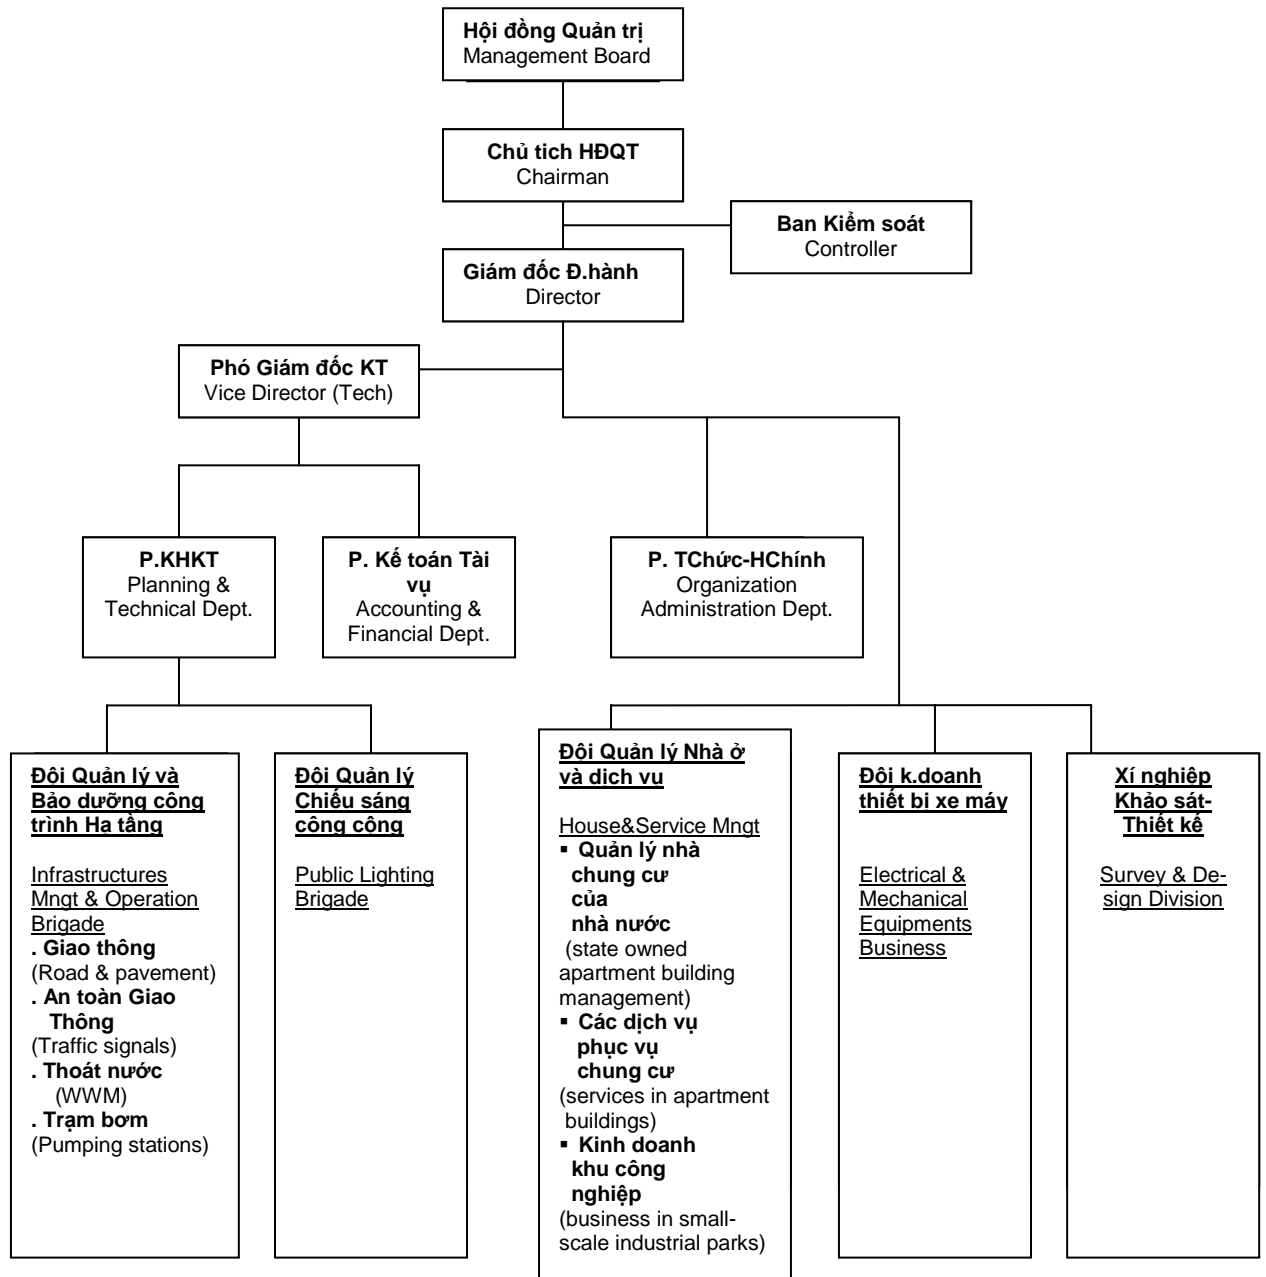 Hội đồng Quản trị
Management Board
Chủ tich HĐQT
Chairman
Ban Kiểm soát
Controller
Giám đốc Đ.hành
Director
Phó Giám đốc KT
Vice Director (Tech)
P.KHKT
Planning &
Technical Dept.
P. Kế toán Tài
vụ
Accounting &
Financial Dept.
P. TChức-HChính
Organization
Administration Dept.
Đội Quản lý và
Bảo dưỡng công
trình Hạ tầng
Infrastructures
Mngt & Operation
Brigade
. Giao thông
(Road & pavement)
. An toàn Giao
Thông
(Traffic signals)
. Thoát nước
(WWM)
. Trạm bơm
(Pumping stations)
Đội Quản lý
Chiếu sáng
công công
Public Lighting
Brigade
Đôi Quản lý Nhà ở
và dịch vụ
House&Service Mngt
▪ Quản lý nhà
chung cư
của
nhà nước
(state owned
apartment building
management)
▪ Các dịch vụ
phục vụ
chung cư
(services in apartment
buildings)
▪ Kinh doanh
khu công
nghiệp
(business in small-
scale industrial parks)
Đôi k.doanh
thiết bi xe máy
Electrical &
Mechanical
Equipments
Business
Xí nghiêp
Khảo sát-
Thiết kế
Survey & De-
sign Division